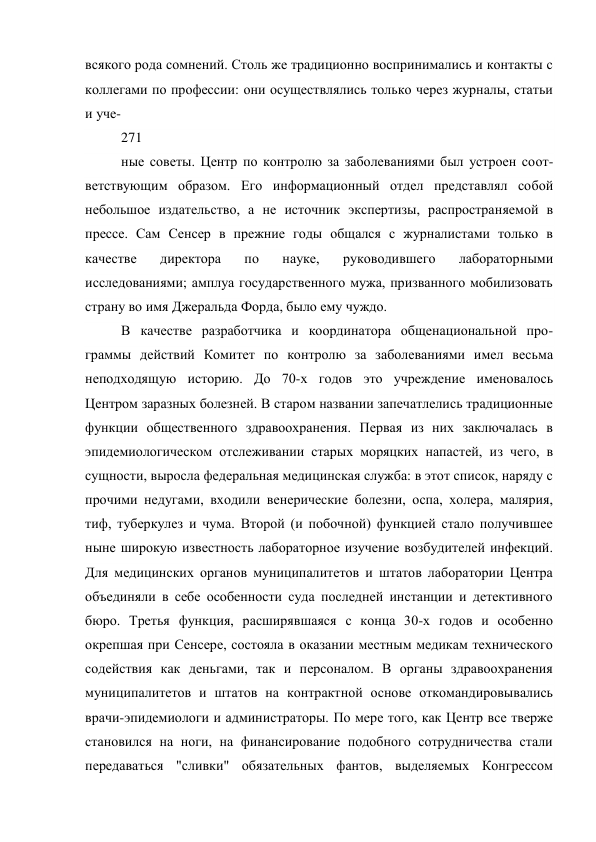 всякого рода сомнений. Столь же традиционно воспринимались и контакты с
коллегами по профессии: они осуществлялись только через журналы, статьи
и уче-
271
ные советы. Центр по контролю за заболеваниями был устроен соот-
ветствующим образом. Его информационный отдел представлял собой
небольшое издательство, а не источник экспертизы, распространяемой в
прессе. Сам Сенсер в прежние годы общался с журналистами только в
качестве директора по науке, руководившего лабораторными
исследованиями; амплуа государственного мужа, призванного мобилизовать
страну во имя Джеральда Форда, было ему чуждо.
В качестве разработчика и координатора общенациональной про-
граммы действий Комитет по контролю за заболеваниями имел весьма
неподходящую историю. До 70-х годов это учреждение именовалось
Центром заразных болезней. В старом названии запечатлелись традиционные
функции общественного здравоохранения. Первая из них заключалась в
эпидемиологическом отслеживании старых моряцких напастей, из чего, в
сущности, выросла федеральная медицинская служба: в этот список, наряду с
прочими недугами, входили венерические болезни, оспа, холера, малярия,
тиф, туберкулез и чума. Второй (и побочной) функцией стало получившее
ныне широкую известность лабораторное изучение возбудителей инфекций.
Для медицинских органов муниципалитетов и штатов лаборатории Центра
объединяли в себе особенности суда последней инстанции и детективного
бюро. Третья функция, расширявшаяся с конца 30-х годов и особенно
окрепшая при Сенсере, состояла в оказании местным медикам технического
содействия как деньгами, так и персоналом. В органы здравоохранения
муниципалитетов и штатов на контрактной основе откомандировывались
врачи-эпидемиологи и администраторы. По мере того, как Центр все тверже
становился на ноги, на финансирование подобного сотрудничества стали
передаваться "сливки" обязательных фантов, выделяемых Конгрессом